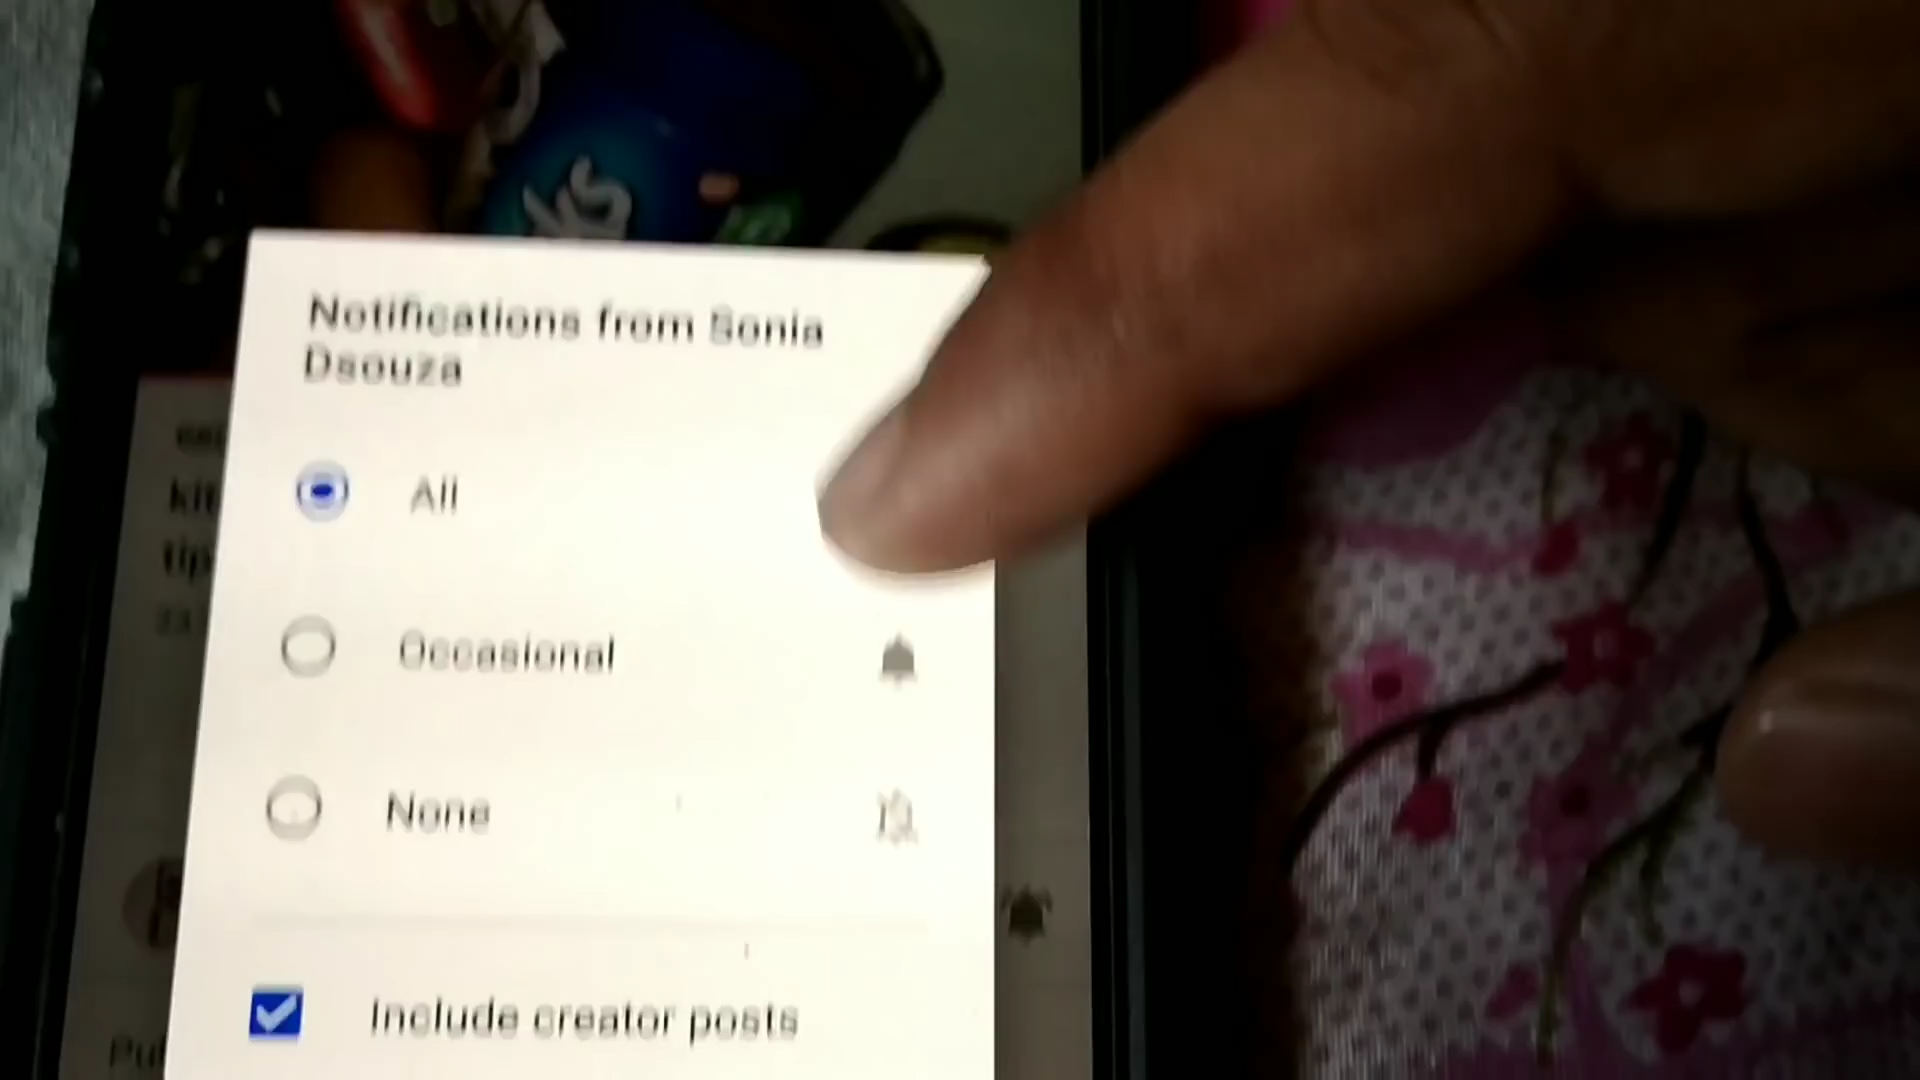 Notifications from Sonia
Dsouza
All
Occasional
None
Include creator posts